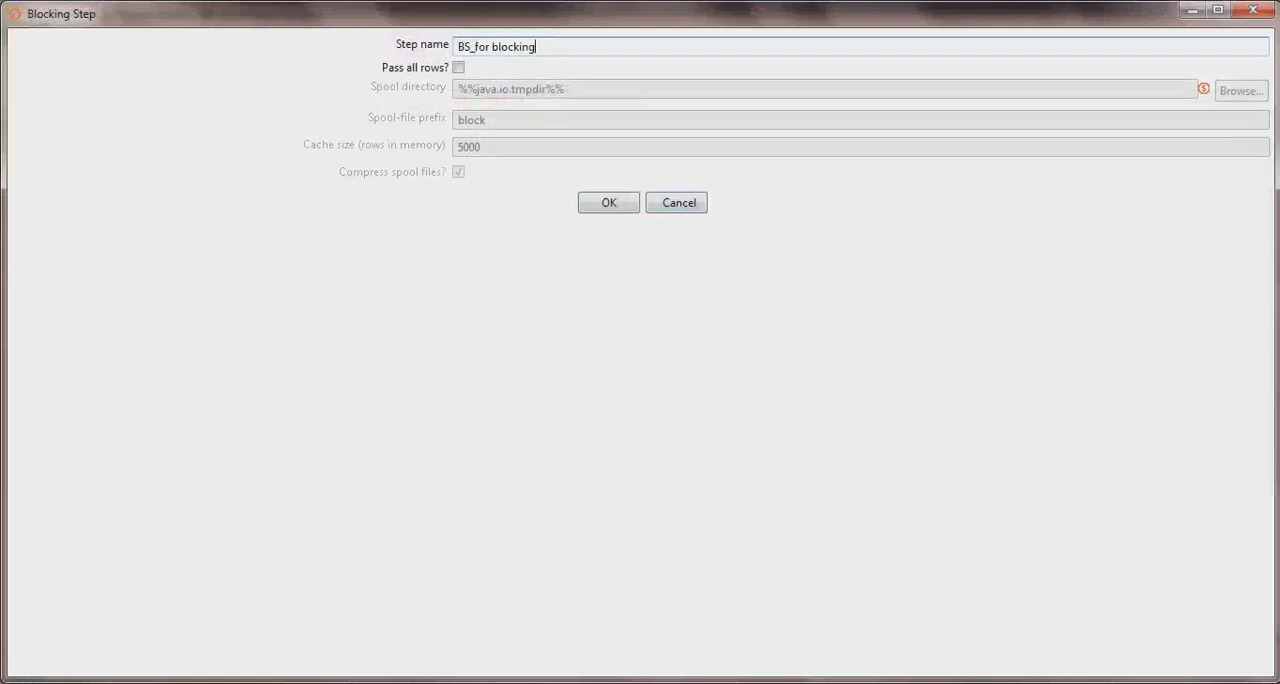 Blocking Step
Step name BS_for blocking
Pass all rows?
Spool directory %%java.io.tmpdir%% Browse...
Spool-file prefix block
Cache size (rows in memory) 5000
Compress spool files?
OK Cancel